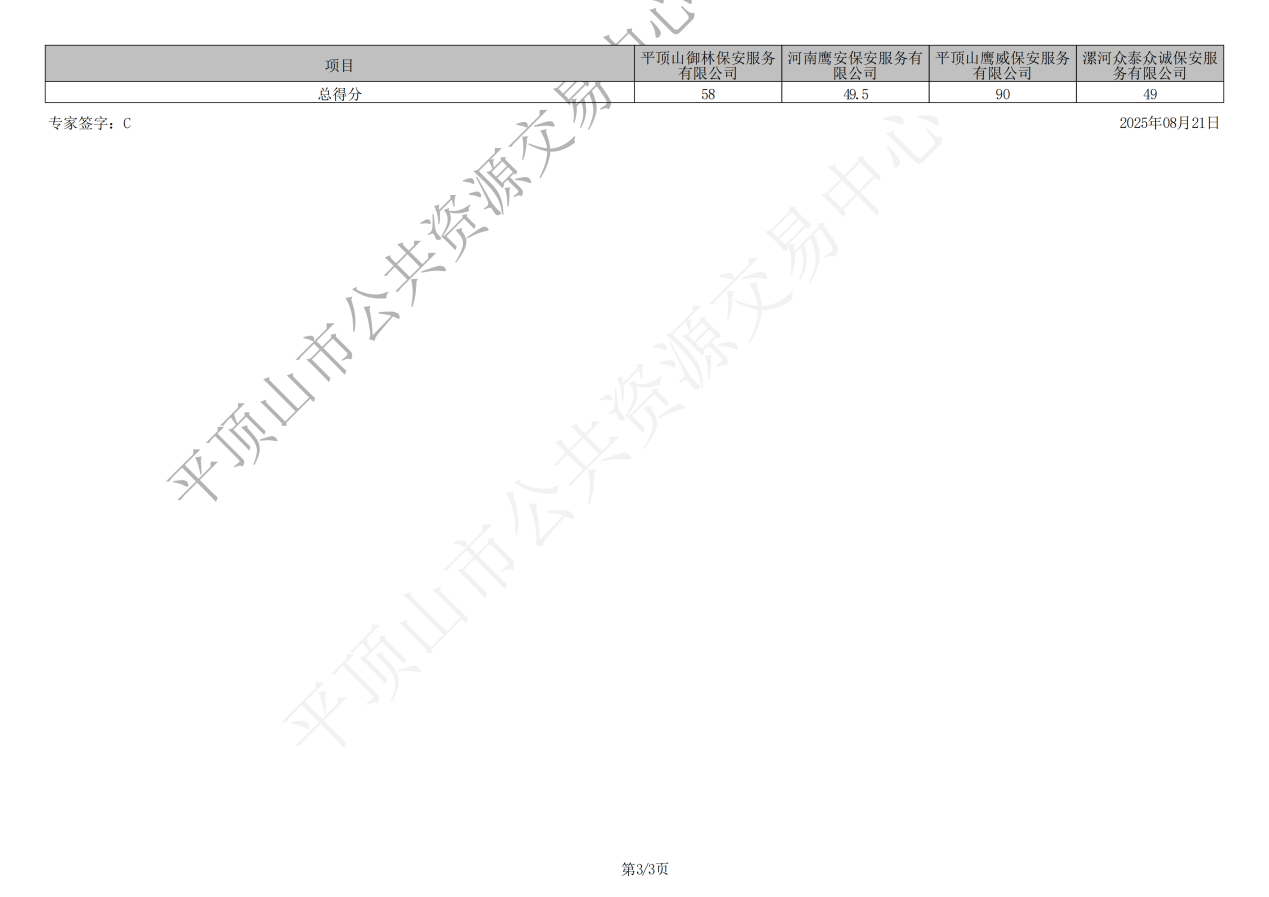 项目
平顶山御林保安服务
有限公司
河南鹰安保安服务有
限公司
平顶山鹰威保安服务
有限公司
漯河众泰众诚保安服
务有限公司
总得分
58
49.5
90
49
专家签字：C
2025年08月21日
平顶山市公共资源交易中心
平顶山市公共资源交易中心
第3/3页